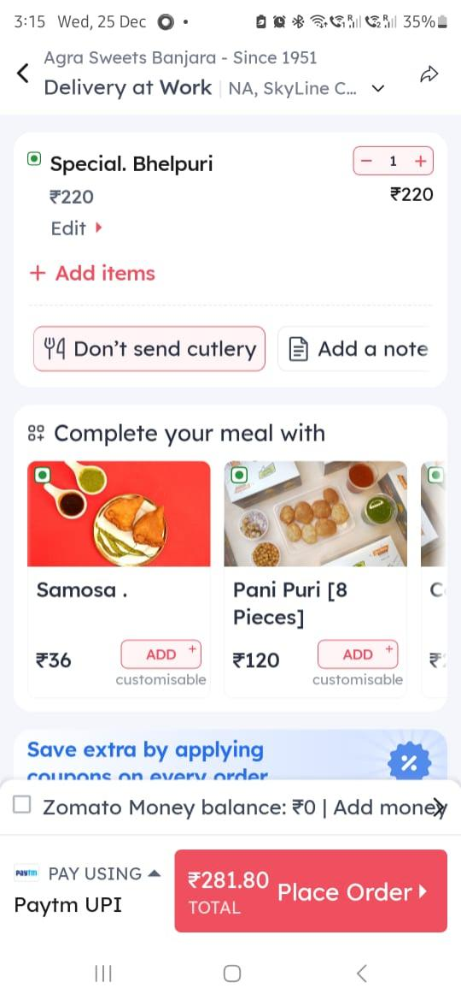 3:15 Wed, 25 Dec 35%
Agra Sweets Banjara - Since 1951
Delivery at Work | NA, SkyLine C...
Special. Bhelpuri
1
₹220
₹220
Edit
+ Add items
Don’t send cutlery
Add a note
Complete your meal with
Samosa .
Pani Puri [8
Pieces]
₹36
ADD +
customisable
₹120
ADD +
customisable
Save extra by applying
coupons on every order
Zomato Money balance: ₹0 | Add money
Paytm PAY USING
Paytm UPI
₹281.80
TOTAL
Place Order